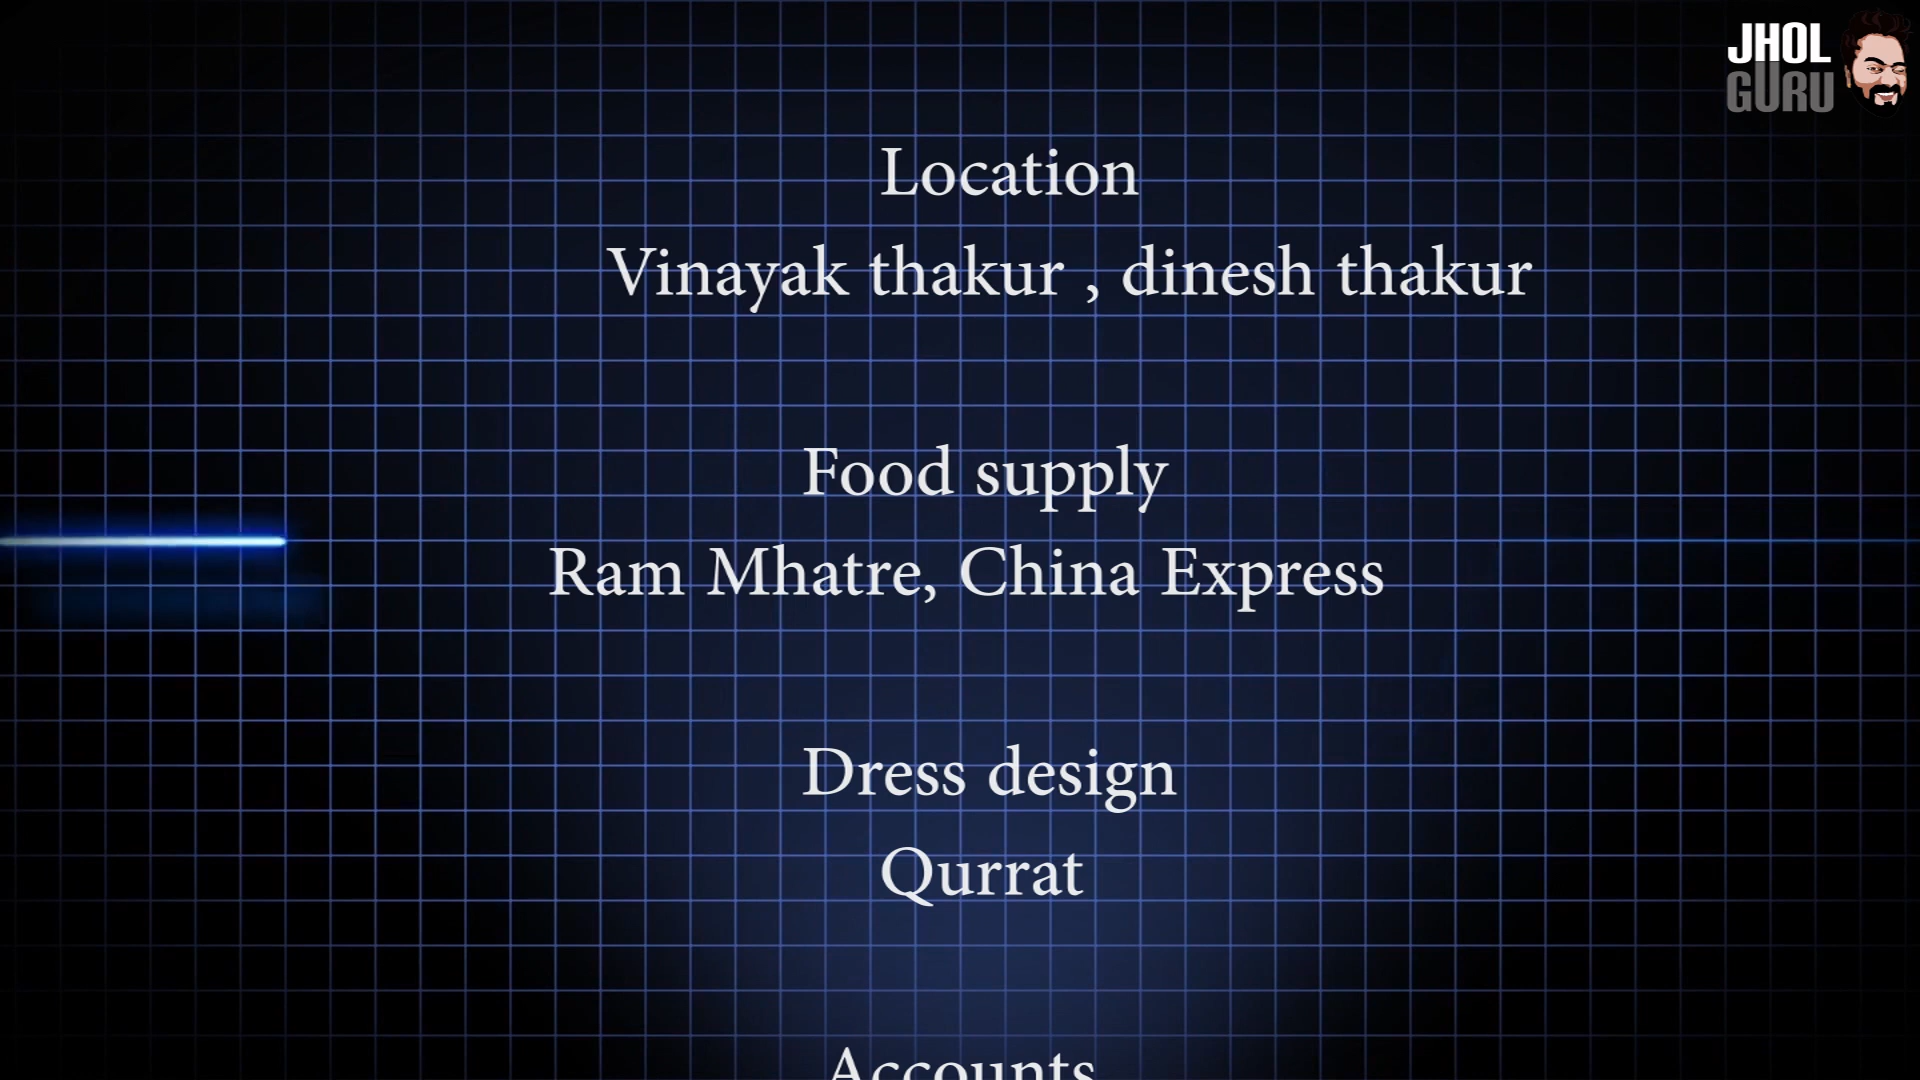 JHOL
GURU
Location
Vinayak thakur , dinesh thakur
Food supply
Ram Mhatre, China Express
Dress design
Qurrat
Accounts